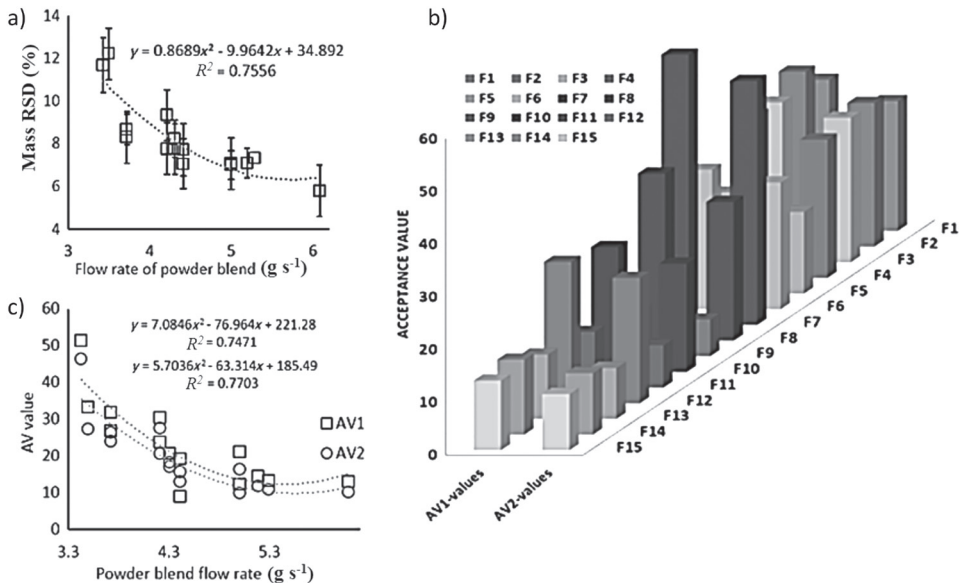 a)
14
12
10
8
6
4
Mass RSD (%)
y = 0.8689x² - 9.9642x + 34.892
R² = 0.7556
3 4 5 6
Flow rate of powder blend (g s⁻¹)
b)
F1 F2 F3 F4
F5 F6 F7 F8
F9 F10 F11 F12
F13 F14 F15
60
50
40
30
20
10
0
ACCEPTANCE VALUE
F1
F2
F3
F4
F5
F6
F7
F8
F9
F10
F11
F12
F13
F14
F15
AV1-values
AV2-values
c)
60
50
40
30
20
10
0
AV value
y = 7.0846x² - 76.964x + 221.28
R² = 0.7471
y = 5.7036x² - 63.314x + 185.49
R² = 0.7703
AV1
AV2
3.3 4.3 5.3
Powder blend flow rate (g s⁻¹)